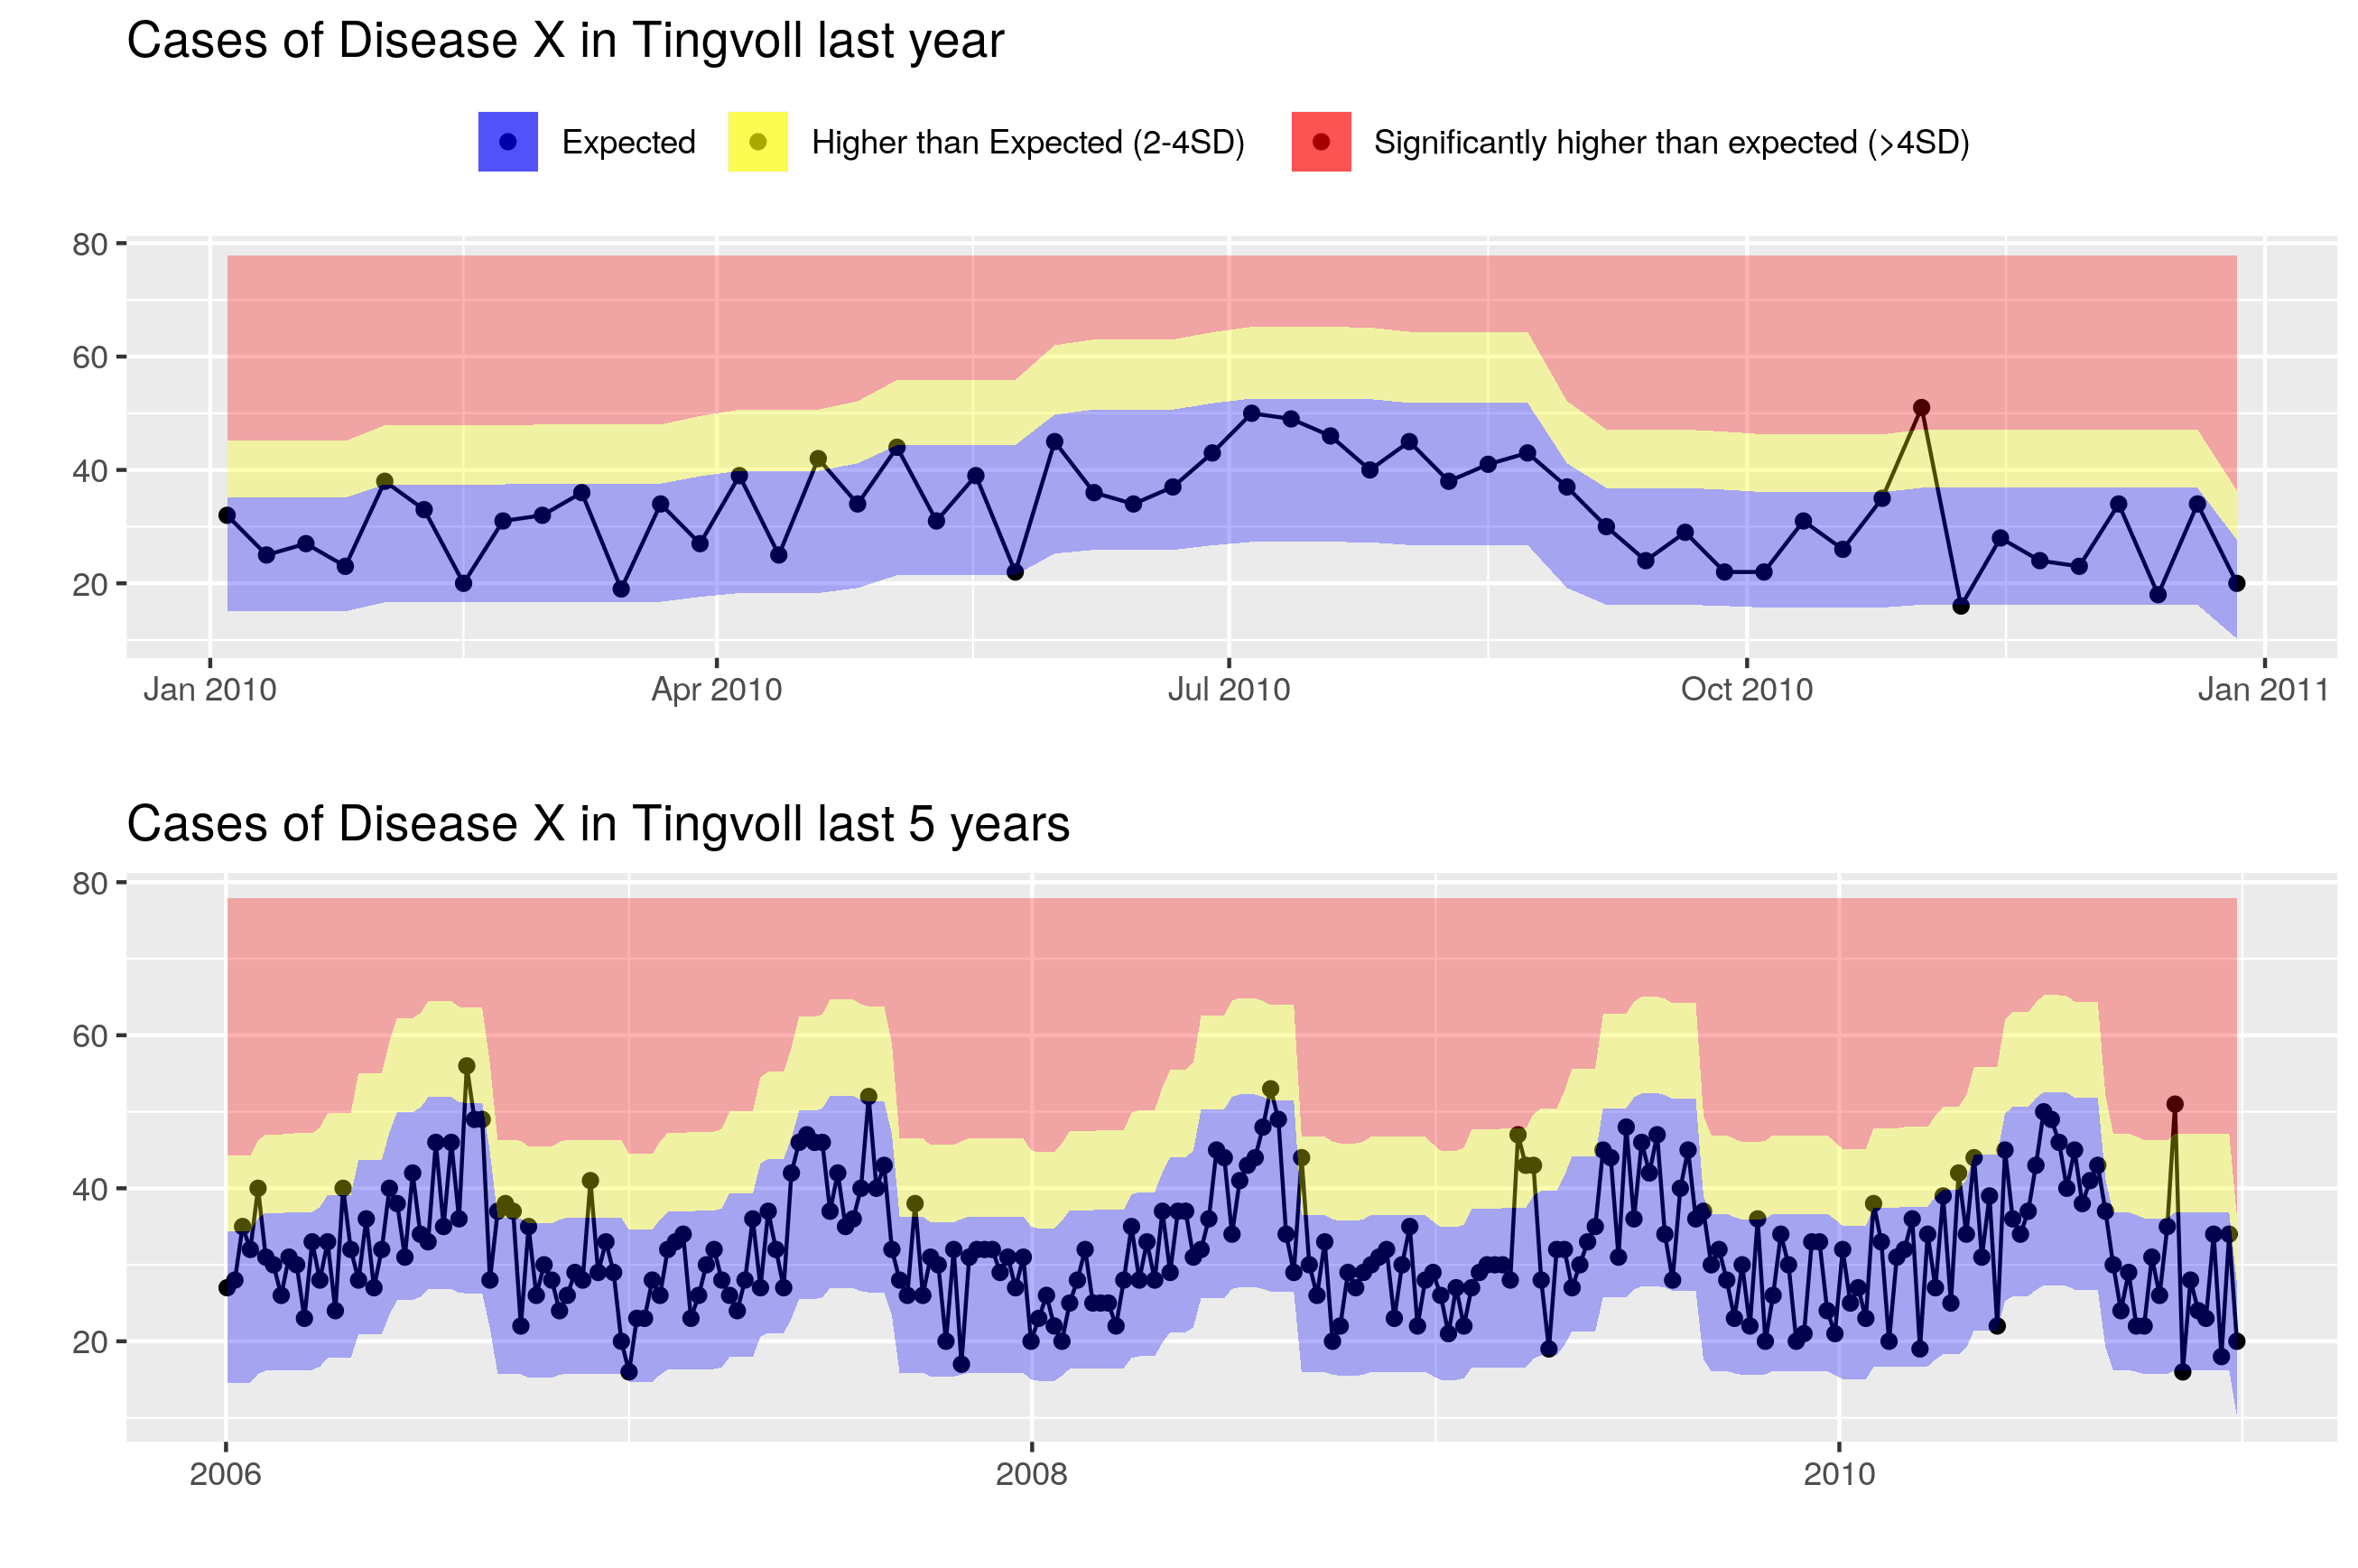 Cases of Disease X in Tingvoll last year
Expected Higher than Expected (2-4SD) Significantly higher than expected (>4SD)
80
60
40
20
Jan 2010 Apr 2010 Jul 2010 Oct 2010 Jan 2011
Cases of Disease X in Tingvoll last 5 years
80
60
40
20
2006 2008 2010